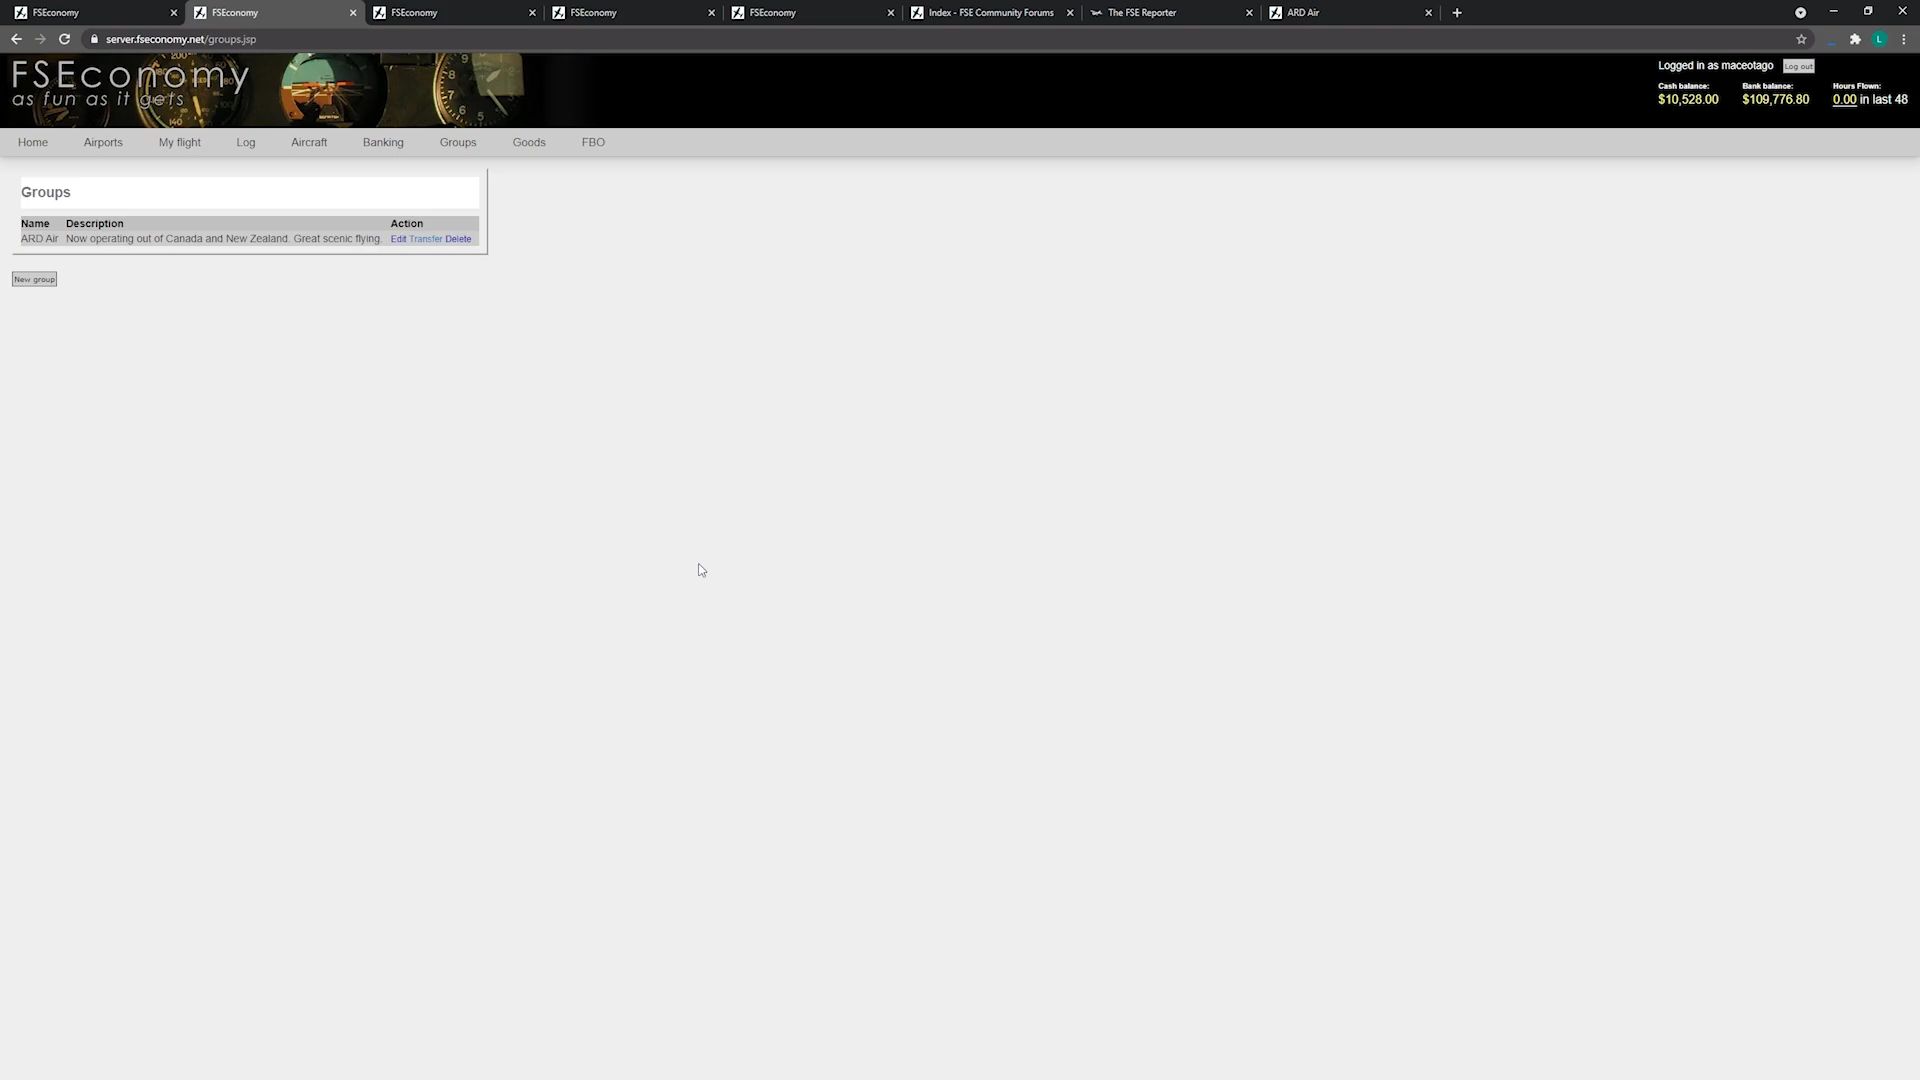 FSEconomy
FSEconomy
FSEconomy
FSEconomy
FSEconomy
Index - FSE Community Forums
The FSE Reporter
ARD Air
server.fseconomy.net/groups.jsp
L
FSEconomy
as fun as it gets
Logged in as maceotago
Log out
Cash balance:
$10,528.00
Bank balance:
$109,776.80
Hours Flown:
0.00 in last 48
Home Airports My flight Log Aircraft Banking Groups Goods FBO
Groups
Name Description Action
ARD Air Now operating out of Canada and New Zealand. Great scenic flying. Edit Transfer Delete
New group